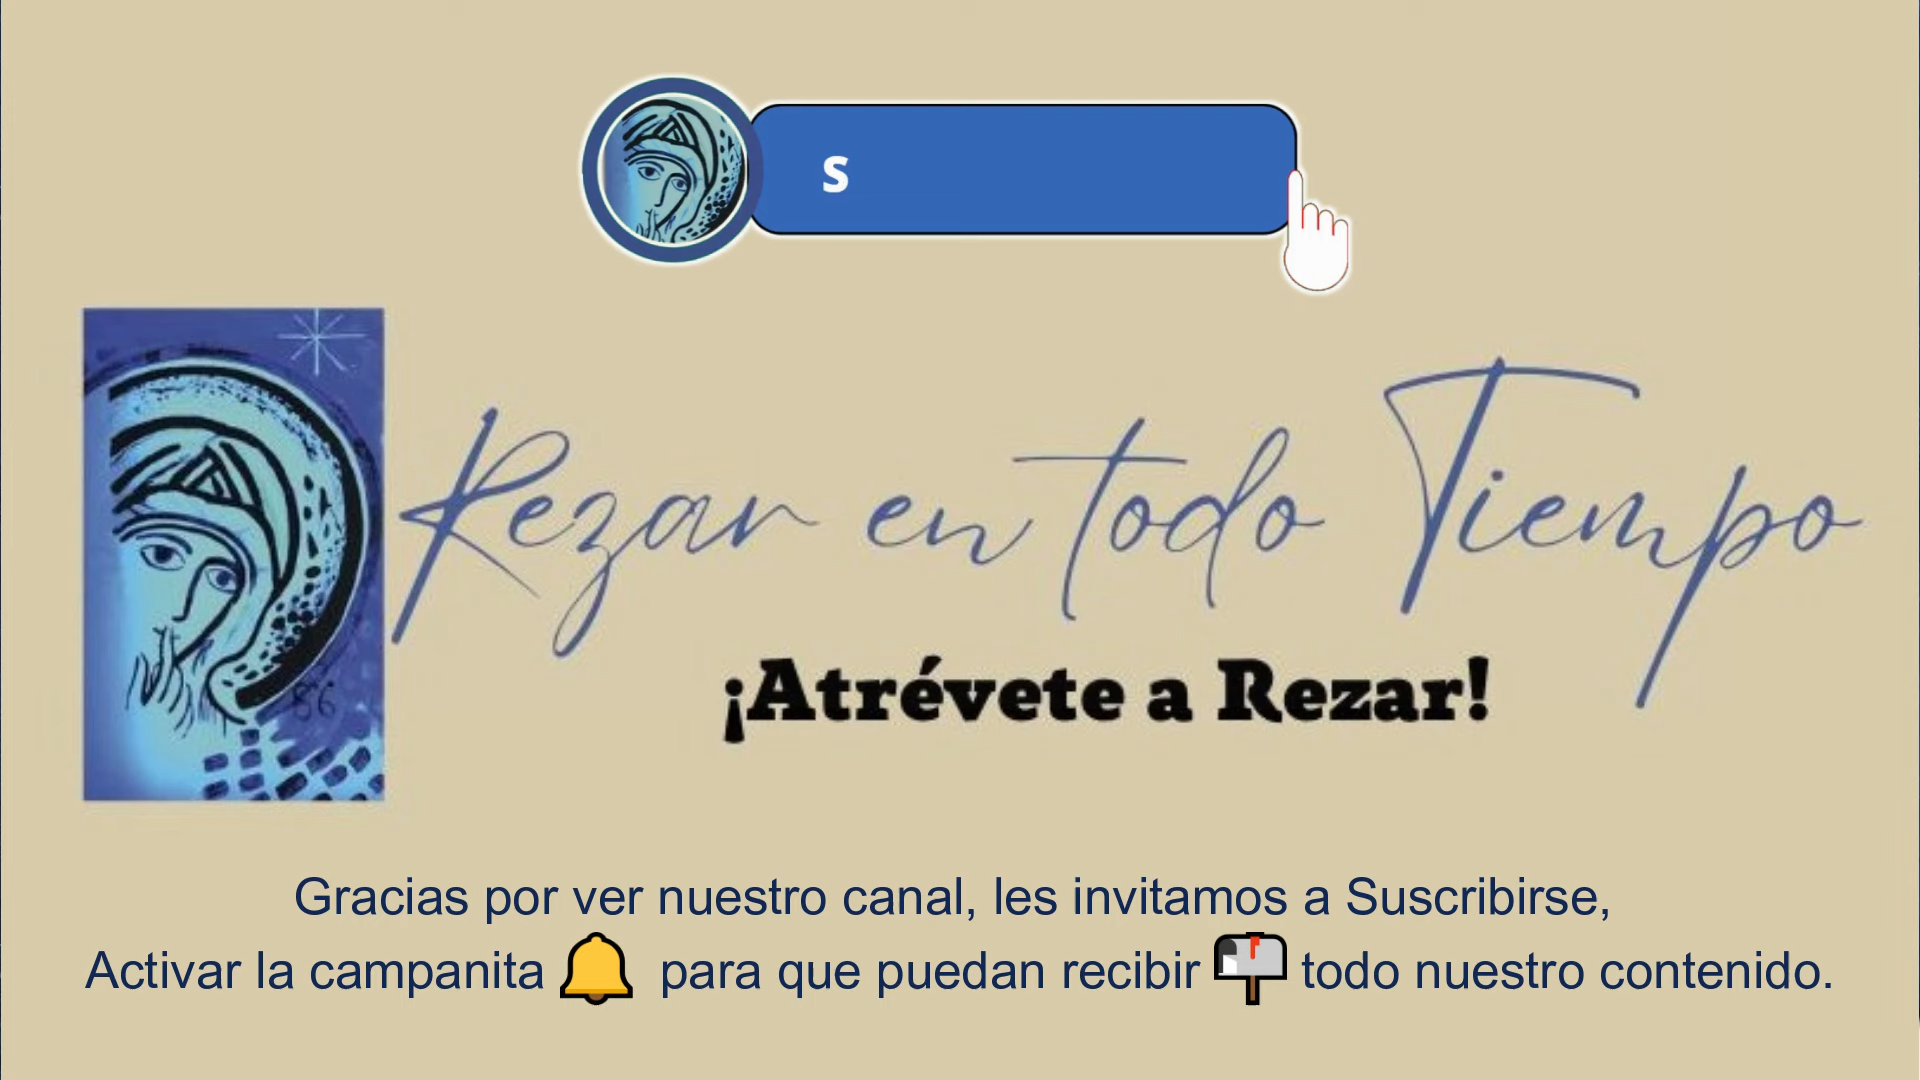 S
Rezar en todo Tiempo
¡Atrévete a Rezar!
86
Gracias por ver nuestro canal, les invitamos a Suscribirse,
Activar la campanita 🔔 para que puedan recibir 📭 todo nuestro contenido.